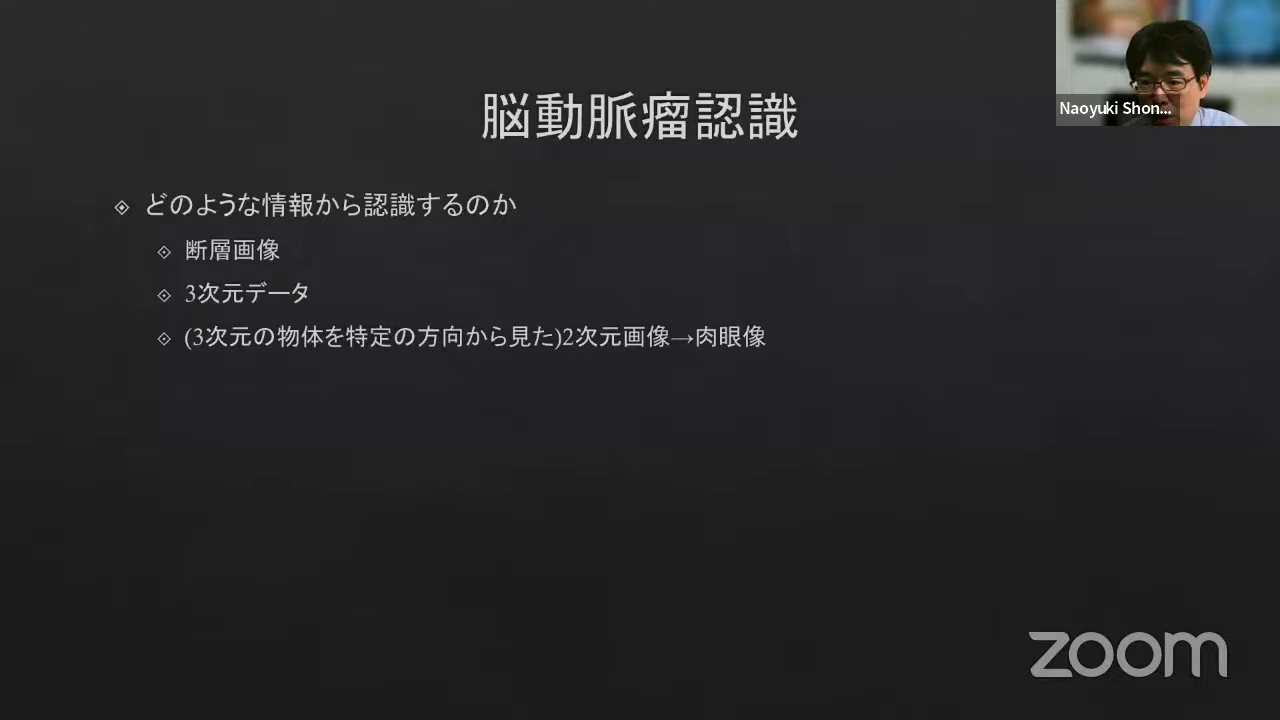 脳動脈瘤認識
Naoyuki Shon...
どのような情報から認識するのか
断層画像
3次元データ
(3次元の物体を特定の方向から見た)2次元画像→肉眼像
zoom